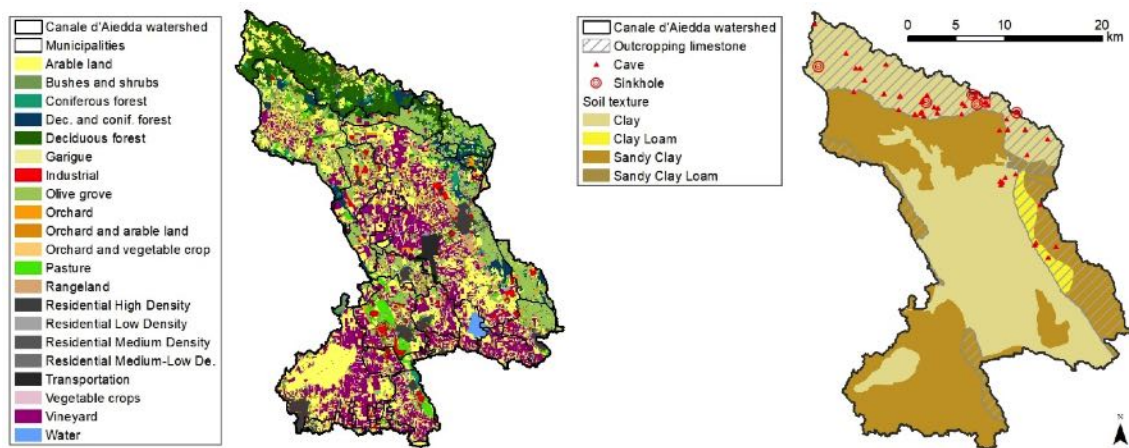 Canale d'Aiedda watershed
Municipalities
Arable land
Bushes and shrubs
Coniferous forest
Dec. and conif. forest
Deciduous forest
Garigue
Industrial
Olive grove
Orchard
Orchard and arable land
Orchard and vegetable crop
Pasture
Rangeland
Residential High Density
Residential Low Density
Residential Medium Density
Residential Medium-Low De.
Transportation
Vegetable crops
Vineyard
Water
Canale d'Aiedda watershed
Outcropping limestone
Cave
Sinkhole
Soil texture
Clay
Clay Loam
Sandy Clay
Sandy Clay Loam
0 5 10 20
km
N